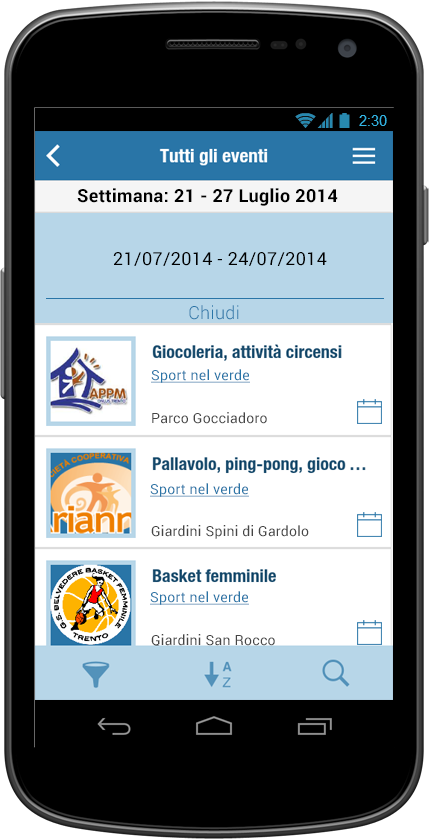 2:30
Tutti gli eventi
Settimana: 21 - 27 Luglio 2014
21/07/2014 - 24/07/2014
Chiudi
Giocoleria, attività circensi
Sport nel verde
APPM
Parco Gocciadoro
Pallavolo, ping-pong, gioco ...
Sport nel verde
IETÀ COOPERATIVA
riann
Giardini Spini di Gardolo
Basket femminile
Sport nel verde
G.S. BELVEDERE BASKET FEMMINILE
TRENTO
Giardini San Rocco
A
Z